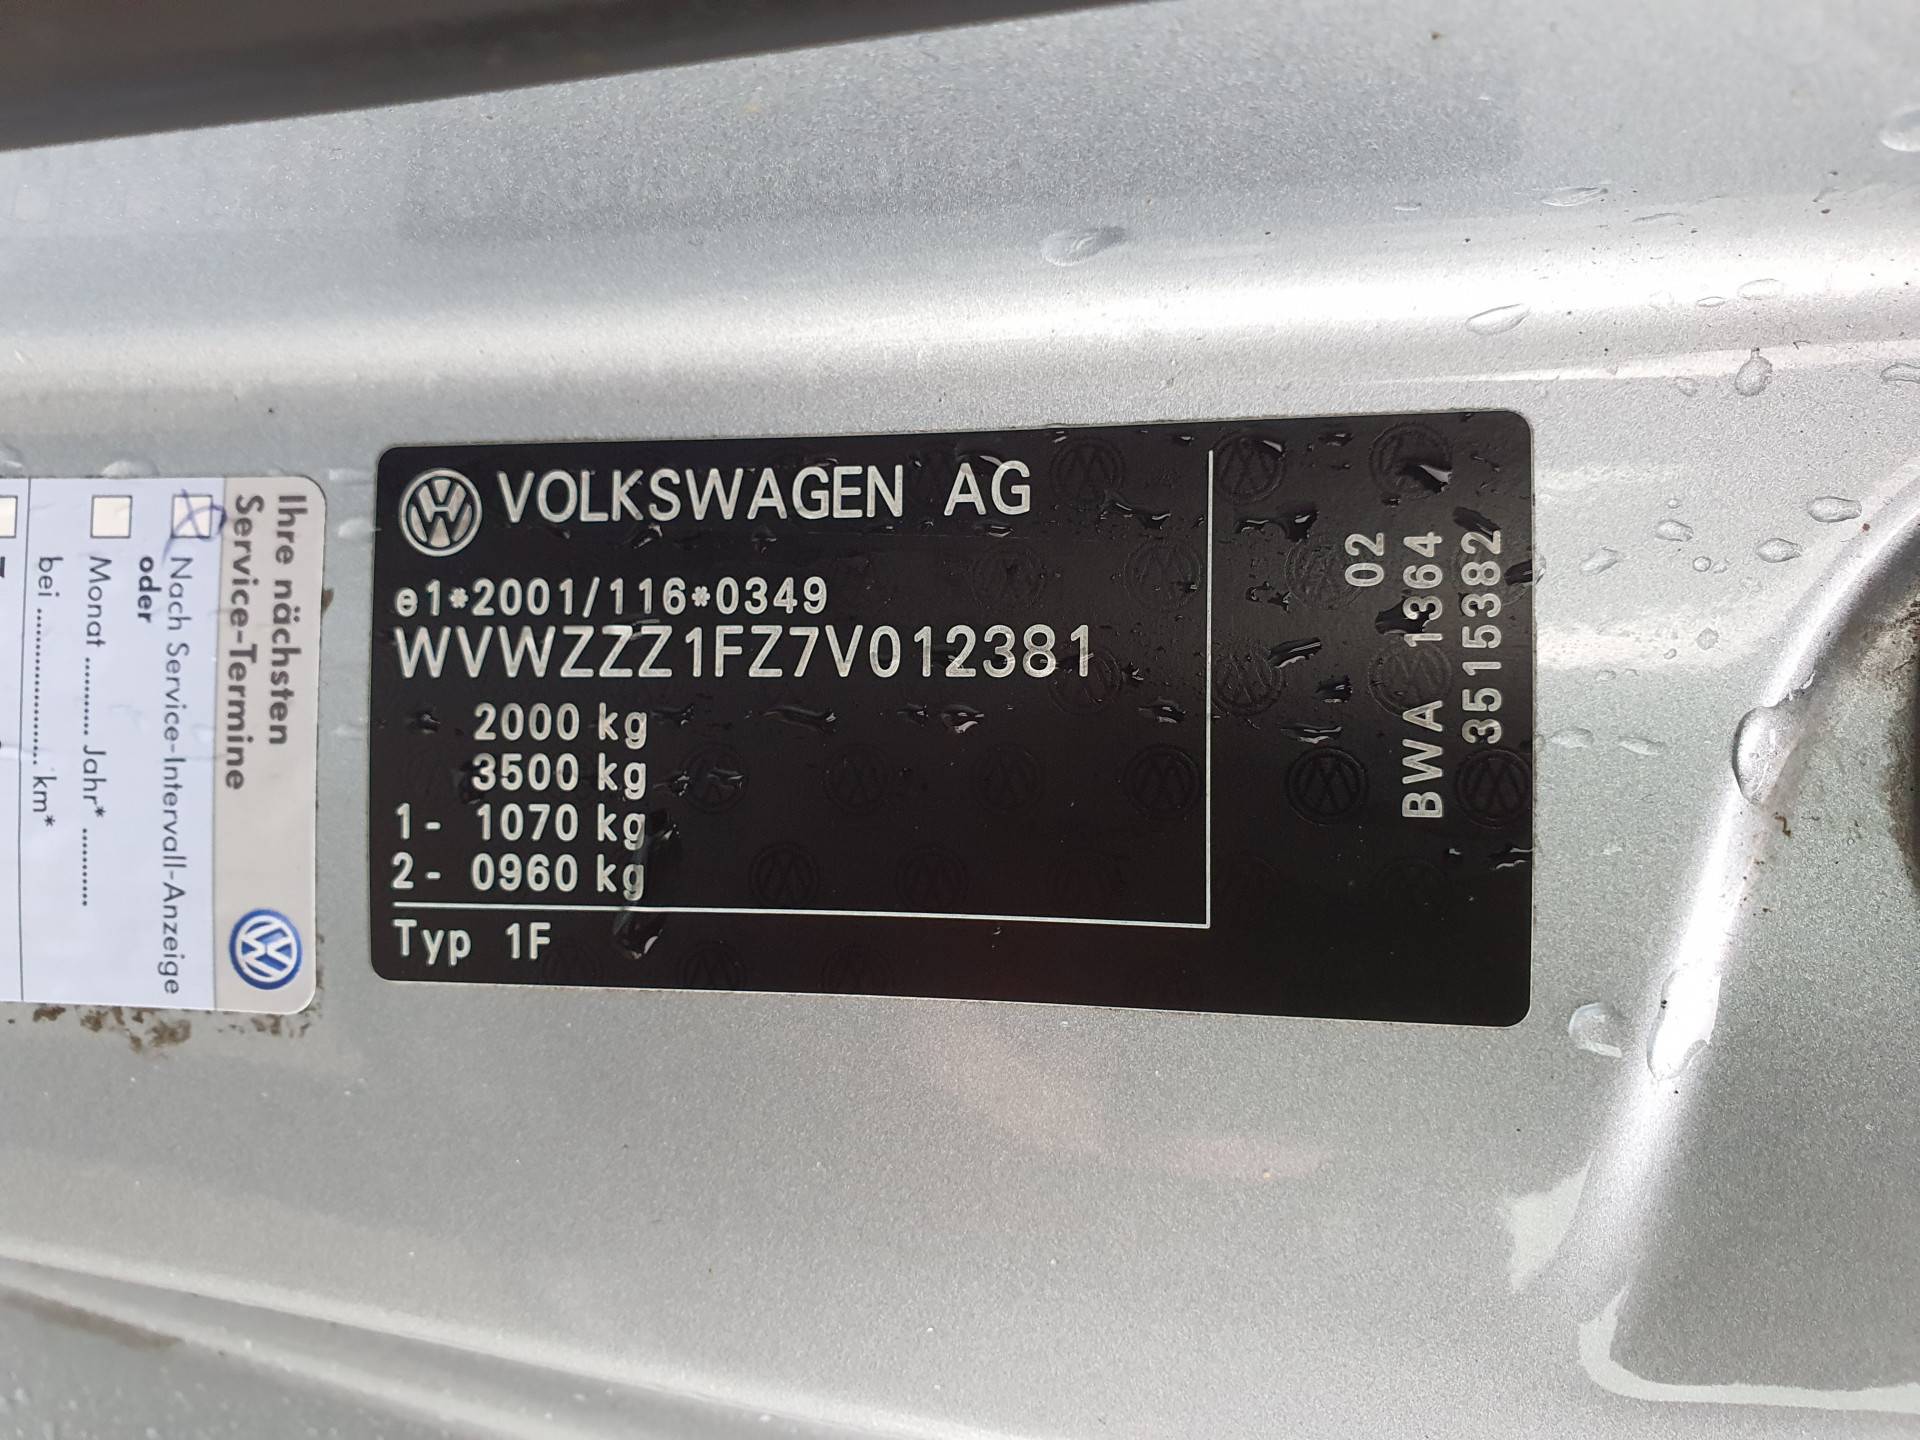 VOLKSWAGEN AG
e1*2001/116*0349
WVWZZZ1FZ7V012381
2000 kg
3500 kg
1- 1070 kg
2- 0960 kg
Typ 1F
02
BWA 1364
3515382
Ihre nächsten
Service-Termine
Nach Service-Intervall-Anzeige
oder
Monat ........... Jahr* ...........
bei ........................ km*